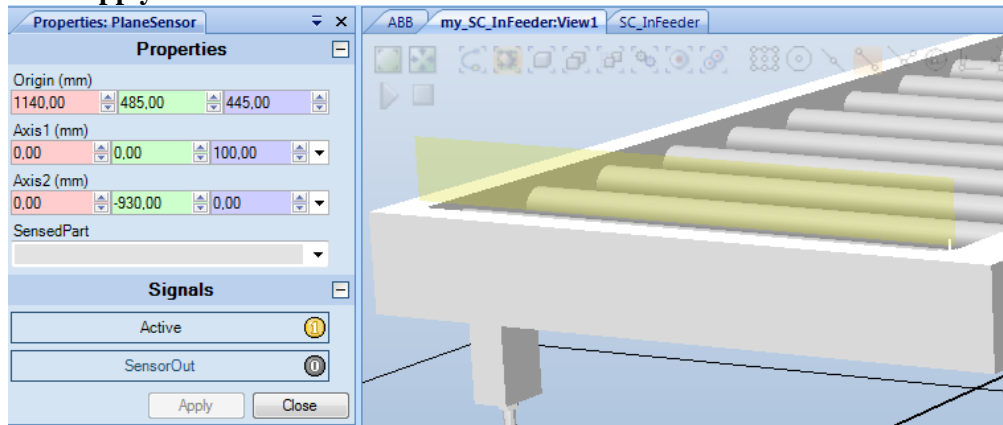 Properties: PlaneSensor
Properties
Origin (mm)
1140,00 485,00 445,00
Axis1 (mm)
0,00 0,00 100,00
Axis2 (mm)
0,00 -930,00 0,00
SensedPart
Signals
Active 1
SensorOut 0
Apply Close
ABB my_SC_InFeeder:View1 SC_InFeeder